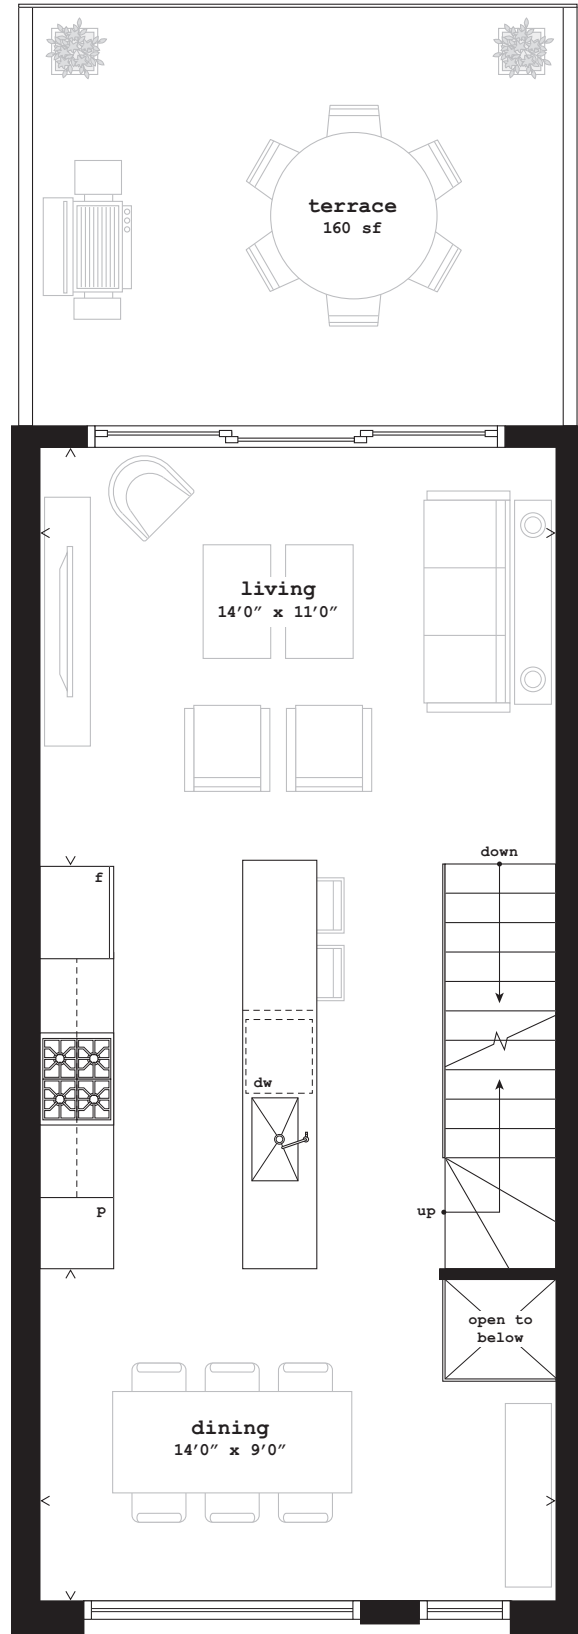 terrace
160 sf
living
14′0″ x 11′0″
down
f
dw
p
up
open to
below
dining
14′0″ x 9′0″